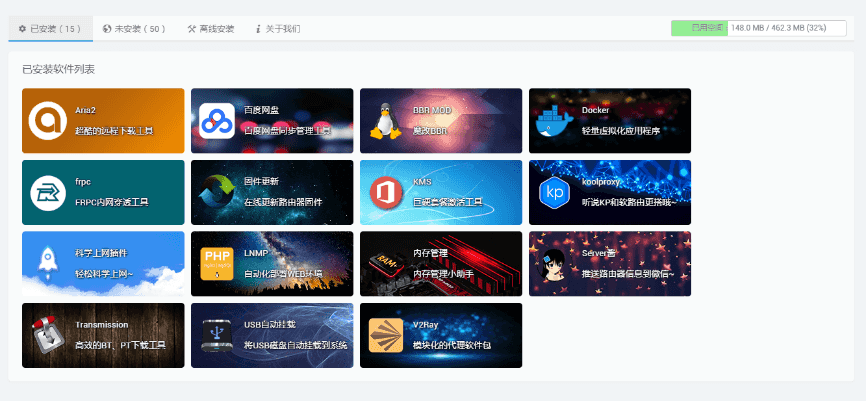 已安装 ( 15 )
未安装 ( 50 )
离线安装
关于我们
已用空间：148.0 MB / 462.3 MB (32%)
已安装软件列表
Aria2
超酷的远程下载工具
百度网盘
百度网盘同步管理工具
BBR MOD
魔改BBR
Docker
轻量虚拟化应用程序
frpc
FRPC内网穿透工具
固件更新
在线更新路由器固件
KMS
巨硬套餐激活工具
koolproxy
听说KP和软路由更搭哦~
kp
科学上网插件
轻松科学上网~
LNMP
自动化部署WEB环境
PHP
内存管理
内存管理小助手
RAM+
Server酱
推送路由器信息到微信~
Transmission
高效的BT、PT下载工具
USB自动挂载
将USB磁盘自动挂载到系统
V2Ray
模块化的代理软件包